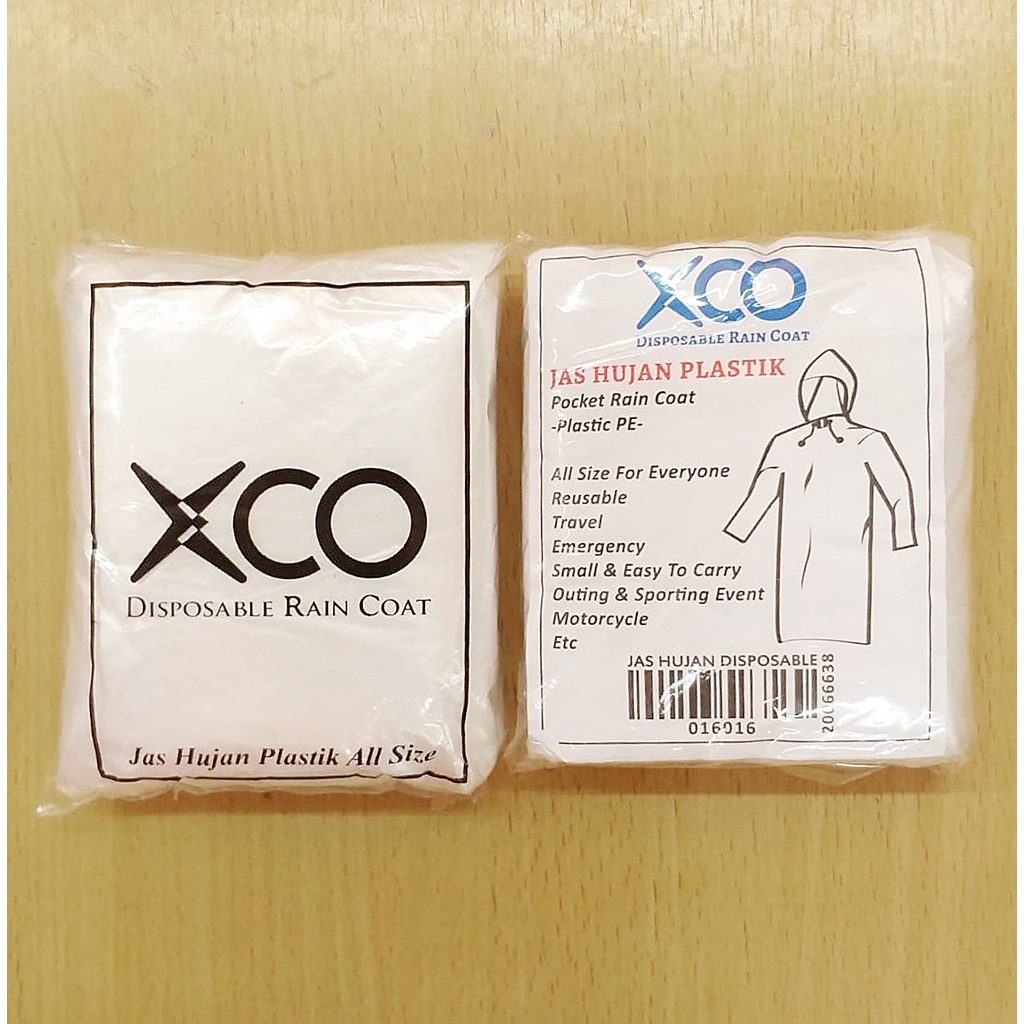 XCO
DISPOSABLE RAIN COAT
Jas Hujan Plastik All Size
XCO
DISPOSABLE RAIN COAT
JAS HUJAN PLASTIK
Pocket Rain Coat
-Plastic PE-
All Size For Everyone
Reusable
Travel
Emergency
Small & Easy To Carry
Outing & Sporting Event
Motorcycle
Etc
JAS HUJAN DISPOSABLE
016016
20066638